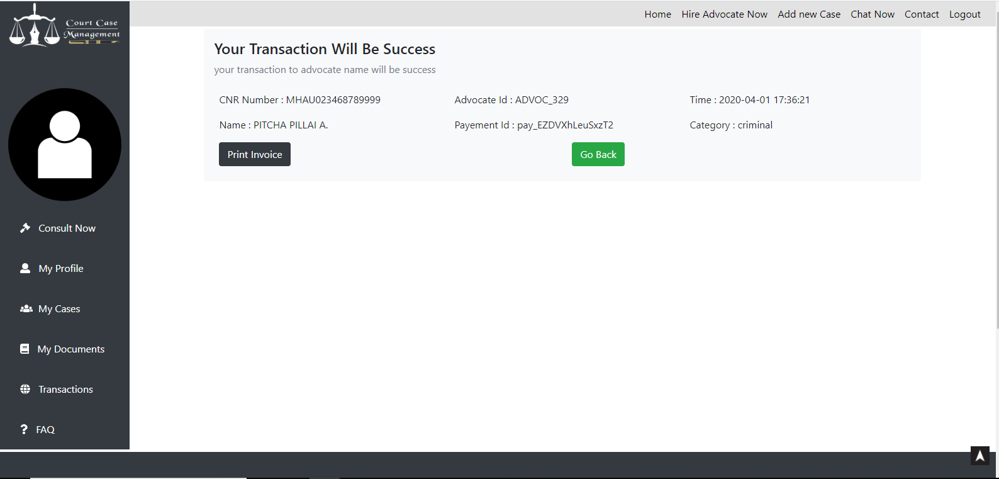 Court Case
Management
Home Hire Advocate Now Add new Case Chat Now Contact Logout
Your Transaction Will Be Success
your transaction to advocate name will be success
CNR Number : MHAU023468789999 Advocate Id : ADVOC_329 Time : 2020-04-01 17:36:21
Name : PITCHA PILLAI A. Payement Id : pay_EZDVXhLeuSxzT2 Category : criminal
Print Invoice Go Back
Consult Now
My Profile
My Cases
My Documents
Transactions
FAQ